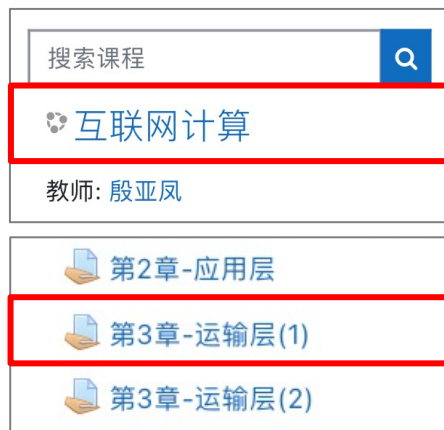 搜索课程
互联网计算
教师: 殷亚凤
第2章-应用层
第3章-运输层(1)
第3章-运输层(2)